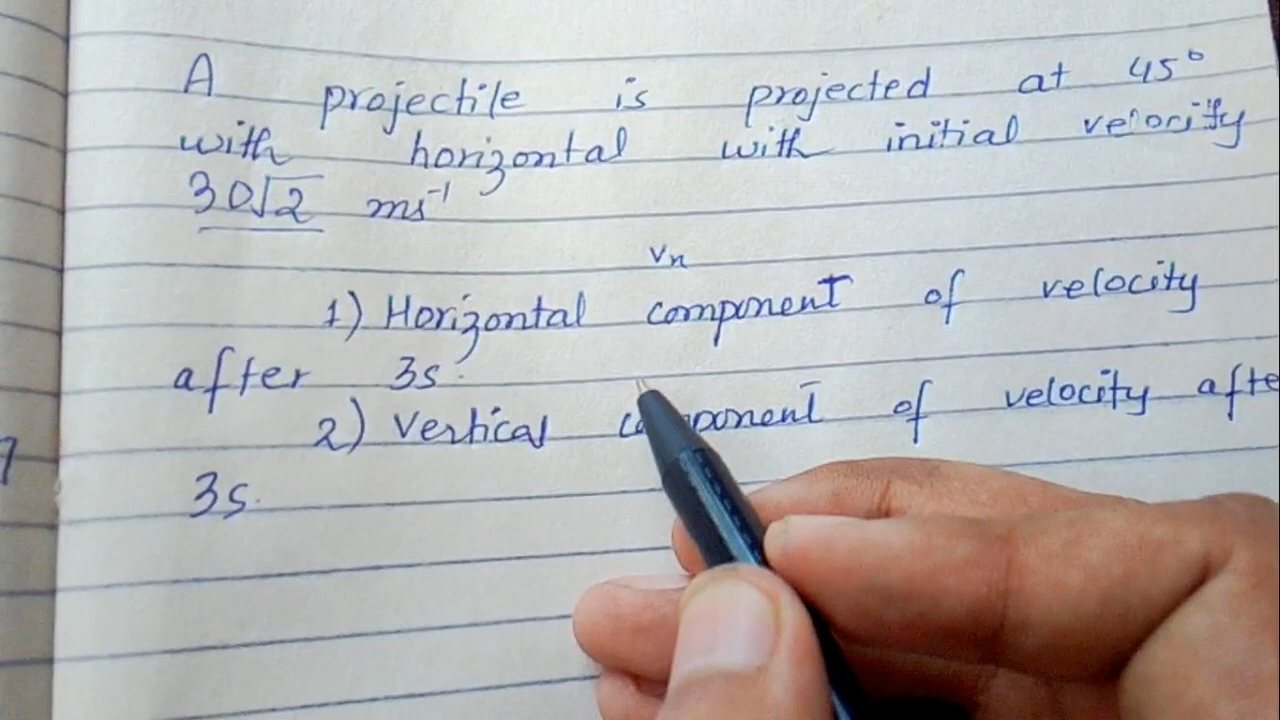 A projectile is projected at 45°
with horizontal with initial velocity
30√2 ms⁻¹
Vx
1) Horizontal component of velocity
after 3s.
2) Vertical component of velocity afte
3s.